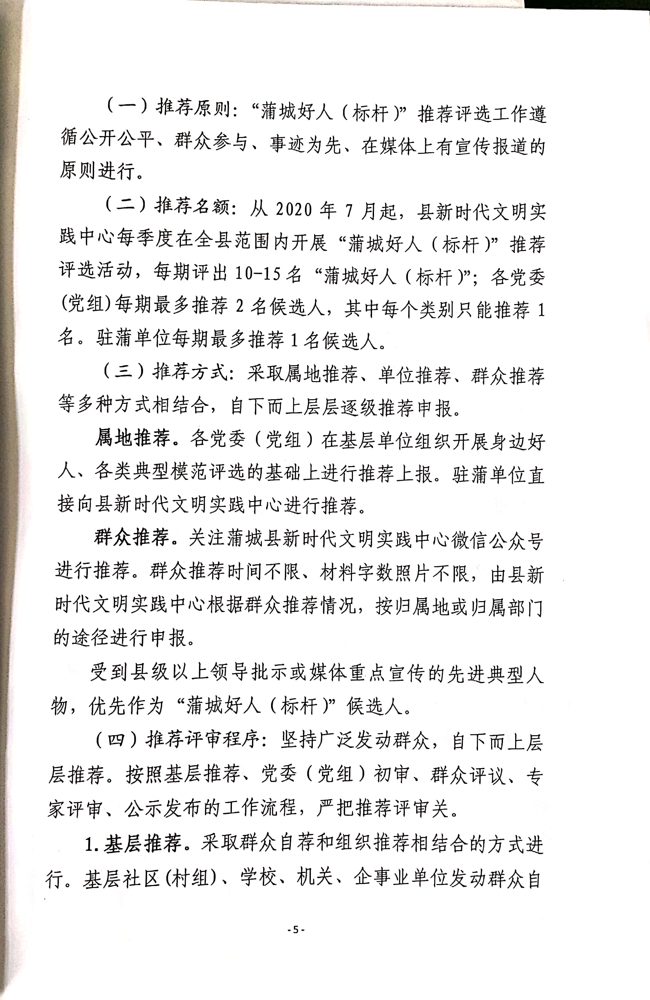 （一）推荐原则：“蒲城好人（标杆）”推荐评选工作遵
循公开公平、群众参与、事迹为先、在媒体上有宣传报道的
原则进行。
（二）推荐名额：从 2020 年 7 月起，县新时代文明实
践中心每季度在全县范围内开展“蒲城好人（标杆）”推荐
评选活动，每期评出 10-15 名“蒲城好人（标杆）”；各党委
(党组)每期最多推荐 2 名候选人，其中每个类别只能推荐 1
名。驻蒲单位每期最多推荐 1 名候选人。
（三）推荐方式：采取属地推荐、单位推荐、群众推荐
等多种方式相结合，自下而上层层逐级推荐申报。
属地推荐。各党委（党组）在基层单位组织开展身边好
人、各类典型模范评选的基础上进行推荐上报。驻蒲单位直
接向县新时代文明实践中心进行推荐。
群众推荐。关注蒲城县新时代文明实践中心微信公众号
进行推荐。群众推荐时间不限、材料字数照片不限，由县新
时代文明实践中心根据群众推荐情况，按归属地或归属部门
的途径进行申报。
受到县级以上领导批示或媒体重点宣传的先进典型人
物，优先作为“蒲城好人（标杆）”候选人。
（四）推荐评审程序：坚持广泛发动群众，自下而上层
层推荐。按照基层推荐、党委（党组）初审、群众评议、专
家评审、公示发布的工作流程，严把推荐评审关。
1.基层推荐。采取群众自荐和组织推荐相结合的方式进
行。基层社区(村组)、学校、机关、企事业单位发动群众自
-5-